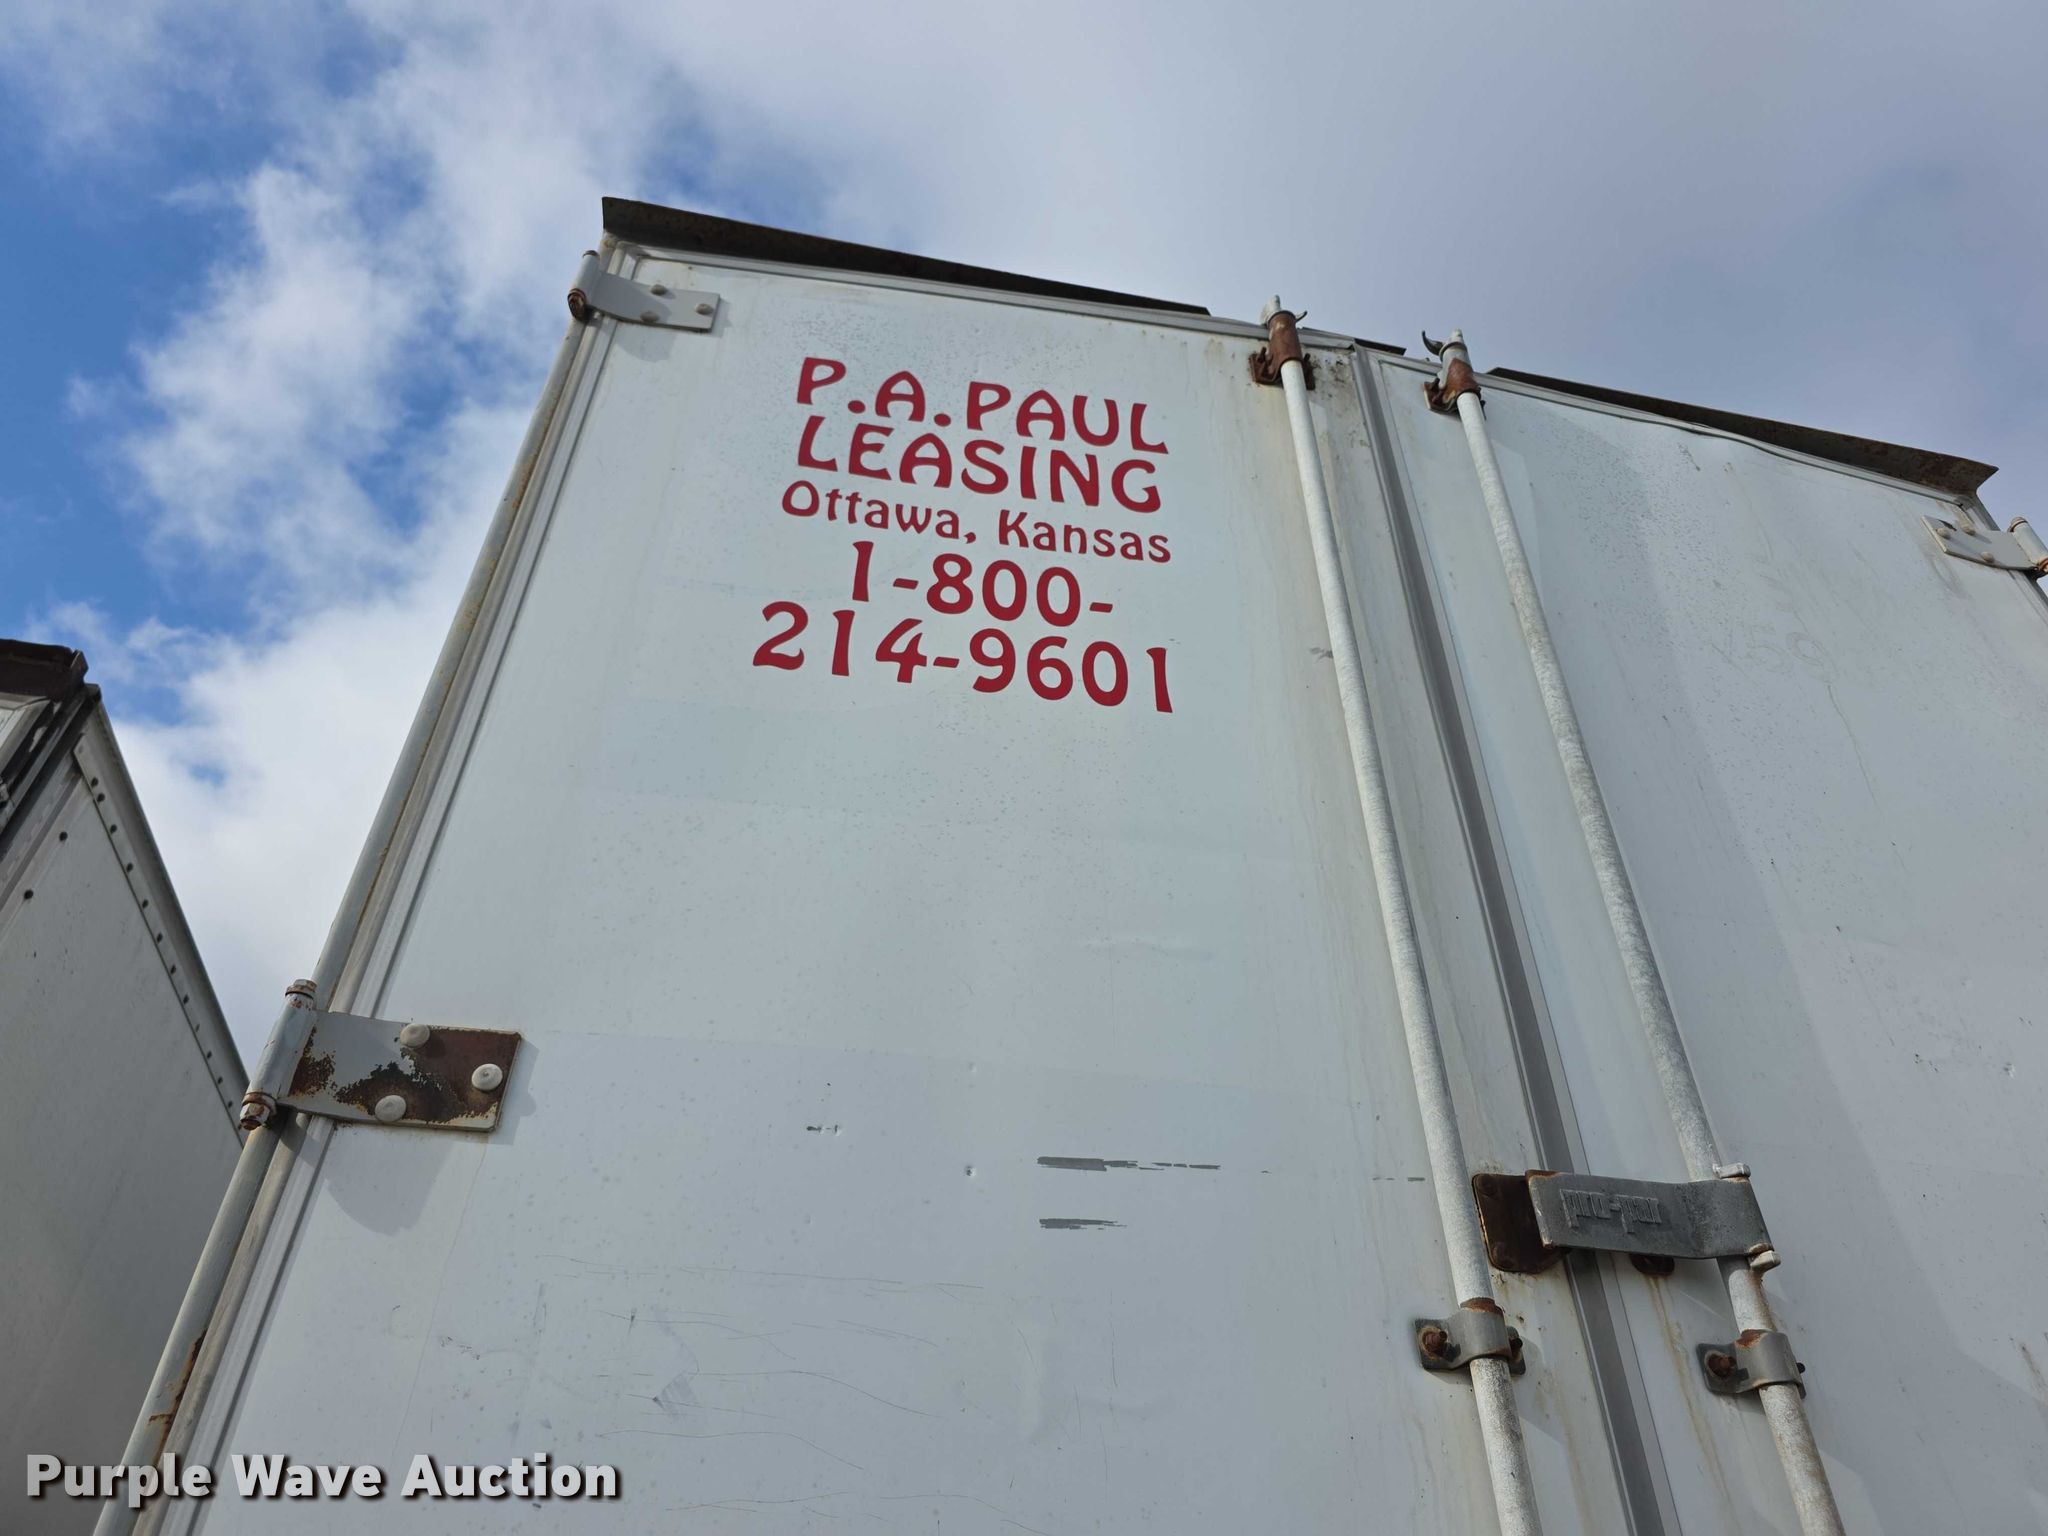 P.A.PAUL
LEASING
Ottawa, Kansas
1-800-
214-9601
Purple Wave Auction